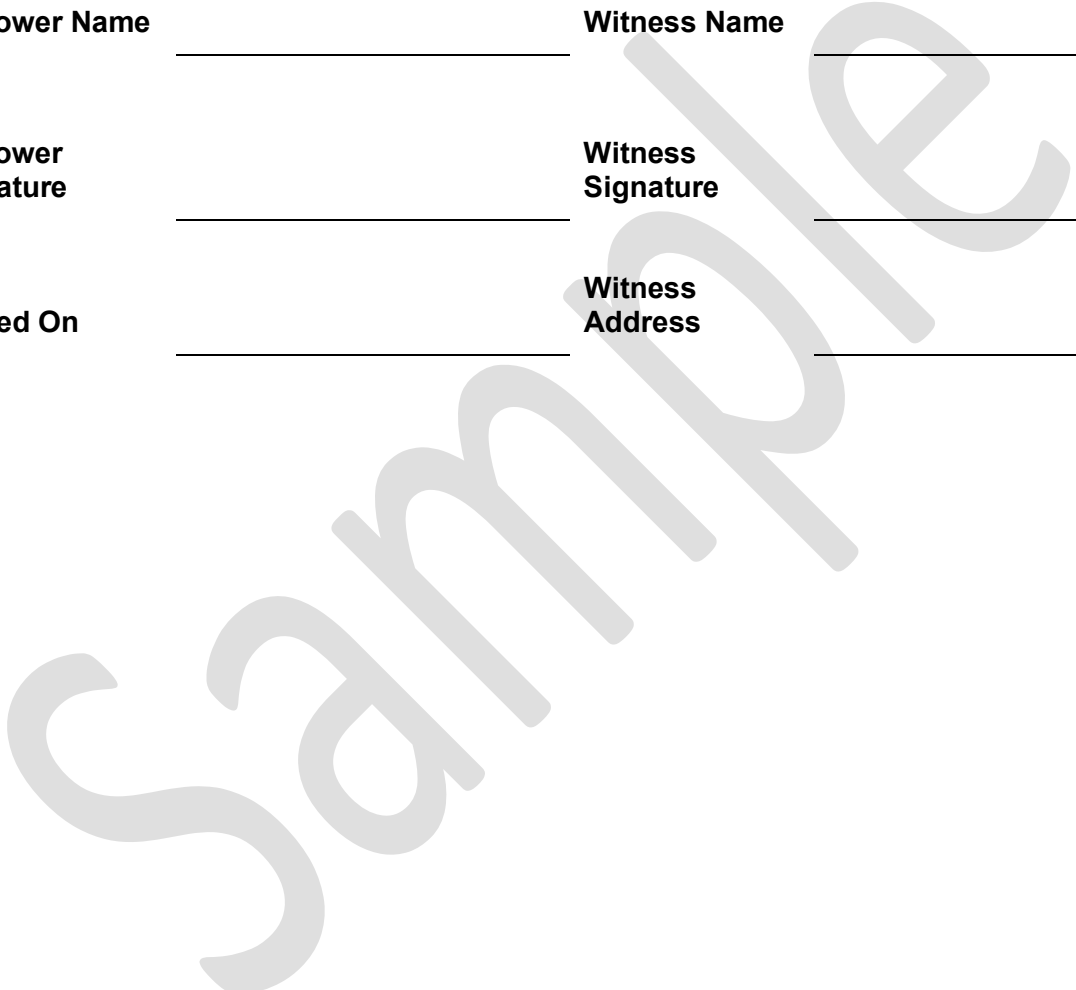 ower Name Witness Name
ower Witness
ature Signature
Witness
ed On Address
Sample